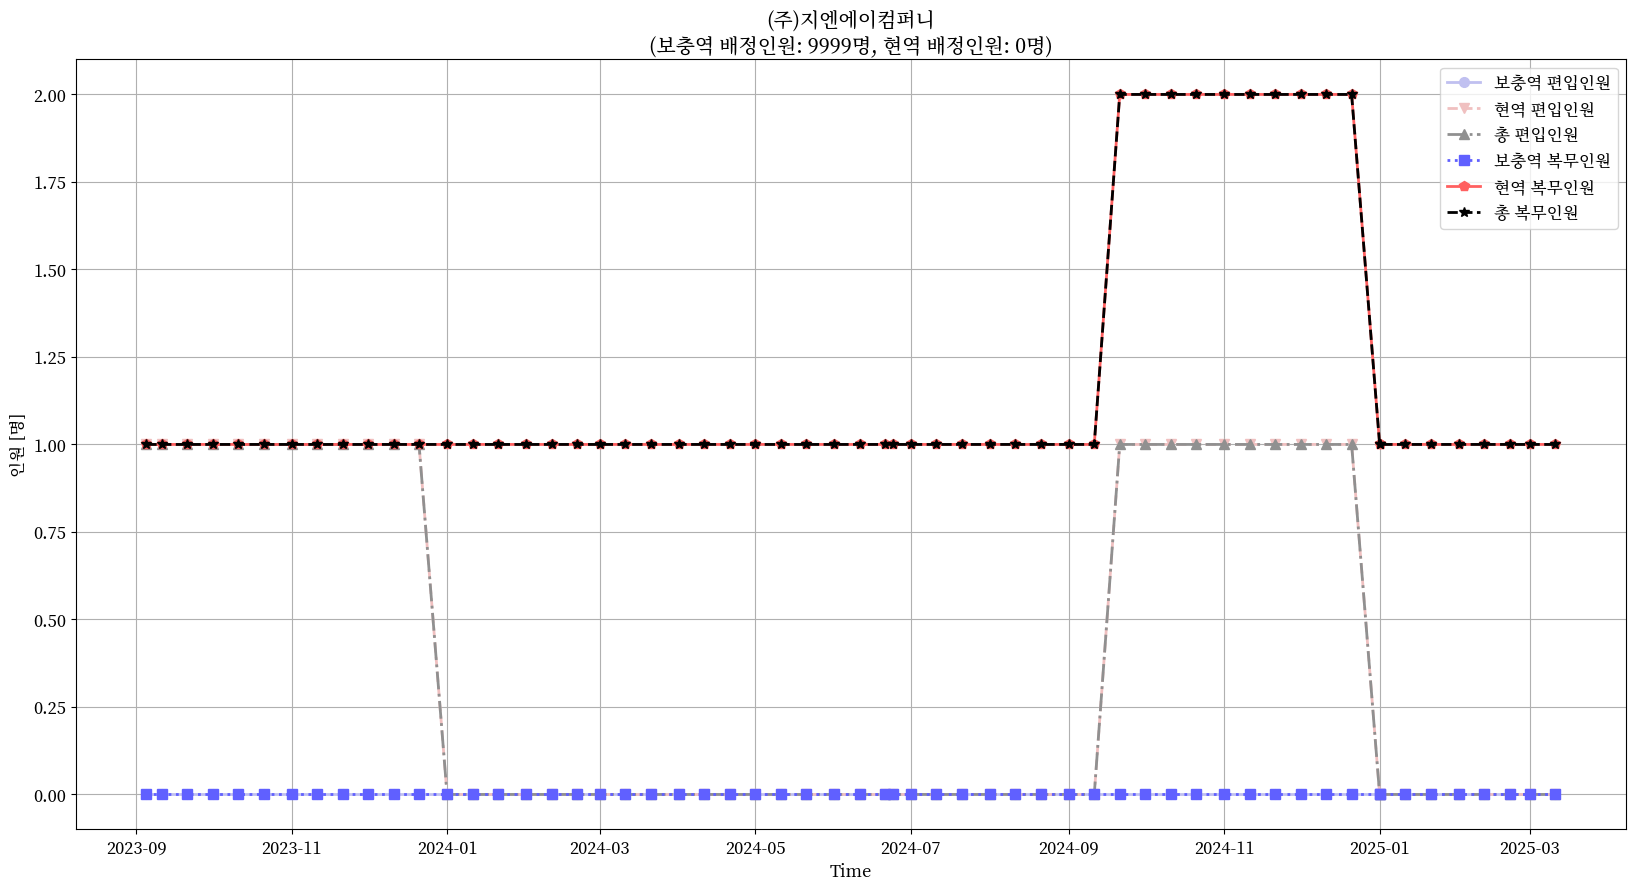 (주)지엔에이컴퍼니
(보충역 배정인원: 9999명, 현역 배정인원: 0명)
보충역 편입인원
현역 편입인원
총 편입인원
보충역 복무인원
현역 복무인원
총 복무인원
2.00
1.75
1.50
1.25
1.00
0.75
0.50
0.25
0.00
인원 [명]
2023-09
2023-11
2024-01
2024-03
2024-05
2024-07
2024-09
2024-11
2025-01
2025-03
Time